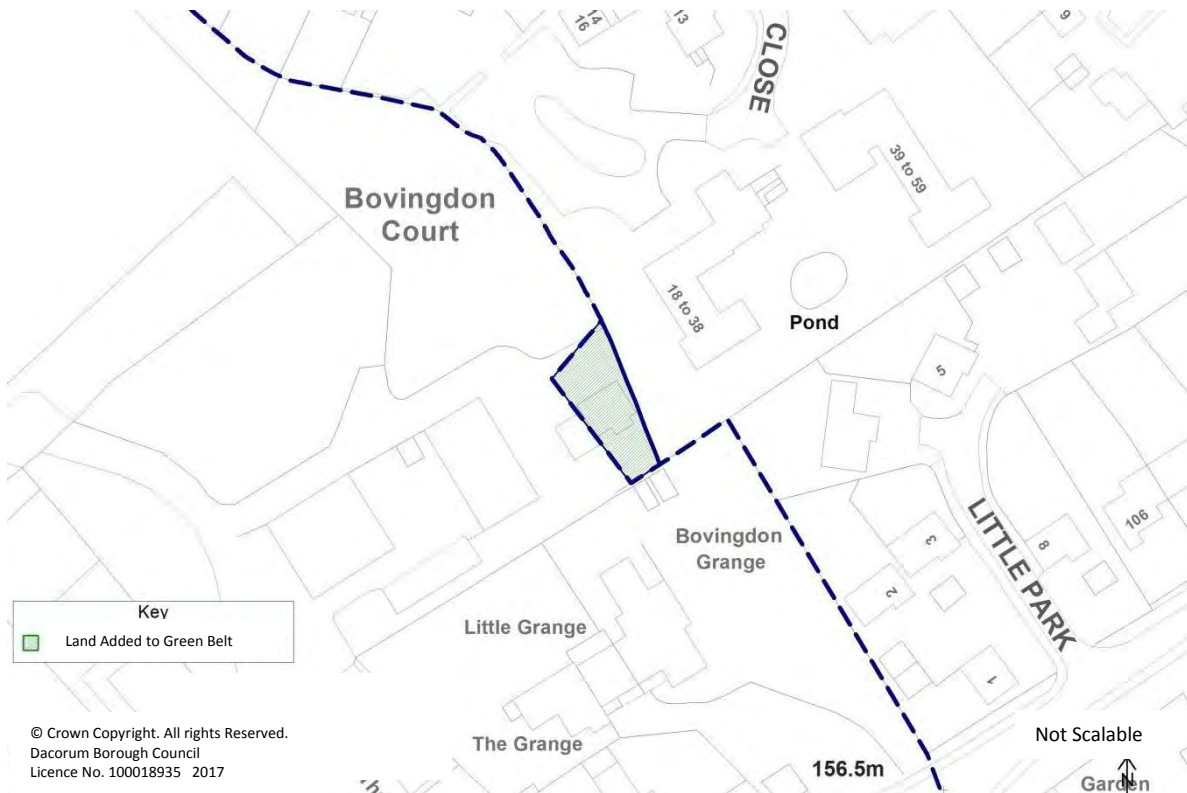 14
16
13
9
CLOSE
39 to 59
Bovingdon
Court
18 to 38
Pond
5
LITTLE PARK
106
Bovingdon
Grange
3
8
2
1
Key
Land Added to Green Belt
Little Grange
The Grange
© Crown Copyright. All rights Reserved.
Dacorum Borough Council
Licence No. 100018935 2017
156.5m
Not Scalable
N
Garden